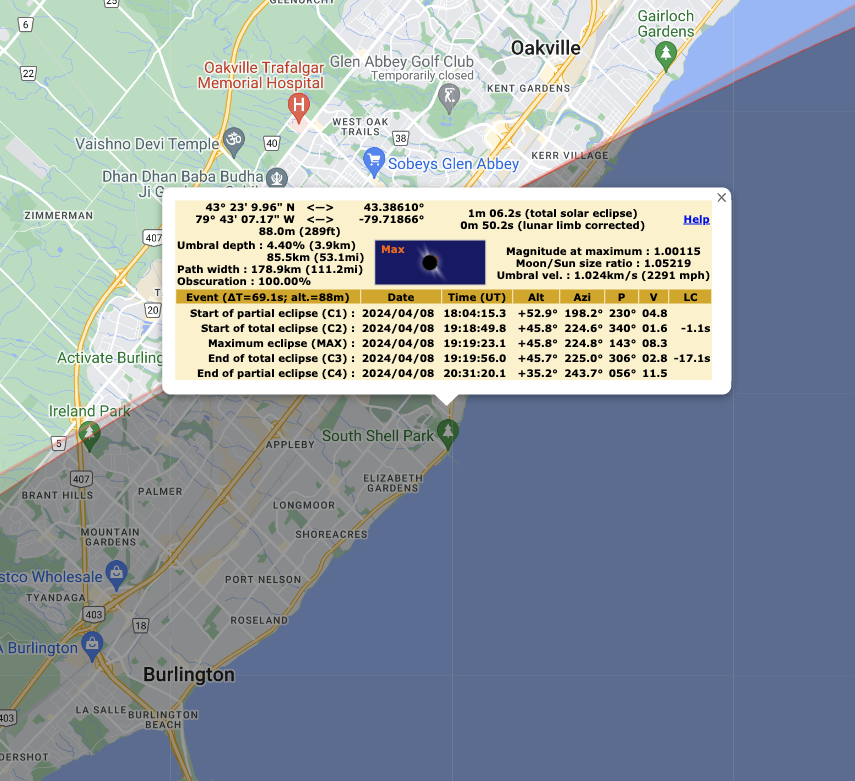 GLENORCHY
6
22
Gairloch
Gardens
Oakville
Oakville Trafalgar
Memorial Hospital
Glen Abbey Golf Club
Temporarily closed
KENT GARDENS
H
WEST OAK
TRAILS
38
40
Vaishno Devi Temple
Sobeys Glen Abbey
KERR VILLAGE
Dhan Dhan Baba Budha
ZIMMERMAN
407
20
43° 23' 9.96" N <—> 43.38610°
79° 43' 07.17" W <—> -79.71866°
88.0m (289ft)
1m 06.2s (total solar eclipse)
0m 50.2s (lunar limb corrected)
Help
Umbral depth : 4.40% (3.9km)
85.5km (53.1mi)
Path width : 178.9km (111.2mi)
Obscuration : 100.00%
Max
Magnitude at maximum : 1.00115
Moon/Sun size ratio : 1.05219
Umbral vel. : 1.024km/s (2291 mph)
Event (ΔT=69.1s; alt.=88m) Date Time (UT) Alt Azi P V LC
Start of partial eclipse (C1) : 2024/04/08 18:04:15.3 +52.9° 198.2° 230° 04.8
Start of total eclipse (C2) : 2024/04/08 19:18:49.8 +45.8° 224.6° 340° 01.6 -1.1s
Maximum eclipse (MAX) : 2024/04/08 19:19:23.1 +45.8° 224.8° 143° 08.3
End of total eclipse (C3) : 2024/04/08 19:19:56.0 +45.7° 225.0° 306° 02.8 -17.1s
End of partial eclipse (C4) : 2024/04/08 20:31:20.1 +35.2° 243.7° 056° 11.5
Activate Burling
Ireland Park
5
South Shell Park
APPLEBY
407
BRANT HILLS
PALMER
ELIZABETH
GARDENS
LONGMOOR
MOUNTAIN
GARDENS
SHOREACRES
stco Wholesale
PORT NELSON
TYANDAGA
403
18
ROSELAND
A Burlington
Burlington
LA SALLE
BURLINGTON
BEACH
403
DERSHOT